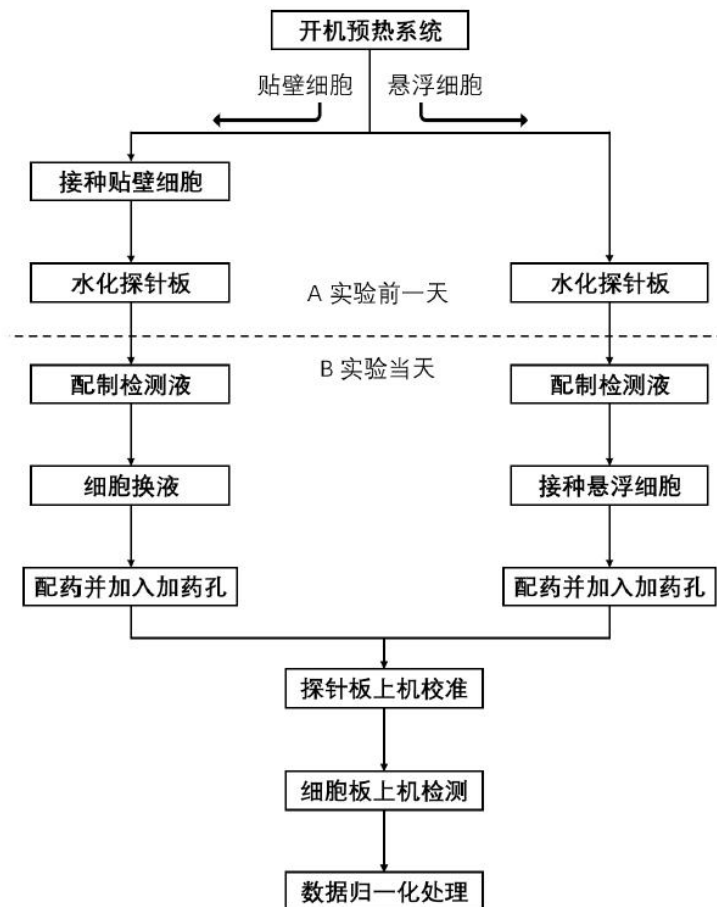 开机预热系统
贴壁细胞
悬浮细胞
接种贴壁细胞
水化探针板
A 实验前一天
水化探针板
B 实验当天
配制检测液
配制检测液
细胞换液
接种悬浮细胞
配药并加入加药孔
配药并加入加药孔
探针板上机校准
细胞板上机检测
数据归一化处理